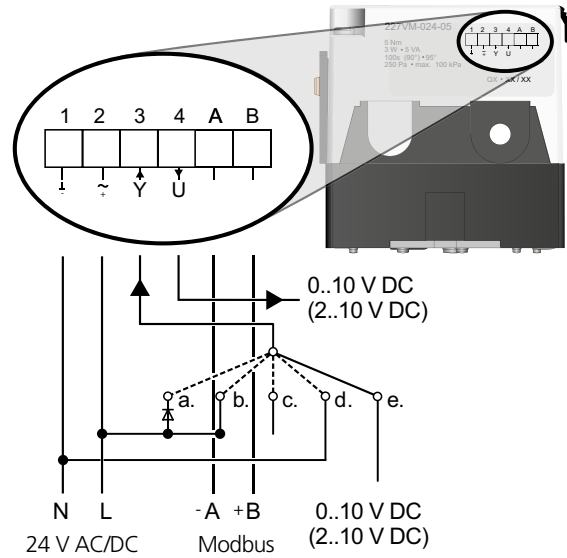 227VM-024-05
5 Nm
3 W • 5 VA
100s (90°) • 95°
250 Pa • max. 100 kPa
1 2 3 4 A B
Y U
1 2 3 4 A B
⊥ - ~ + Y U
0..10 V DC
(2..10 V DC)
a. b. c. d. e.
N L -A +B 0..10 V DC
(2..10 V DC)
24 V AC/DC Modbus